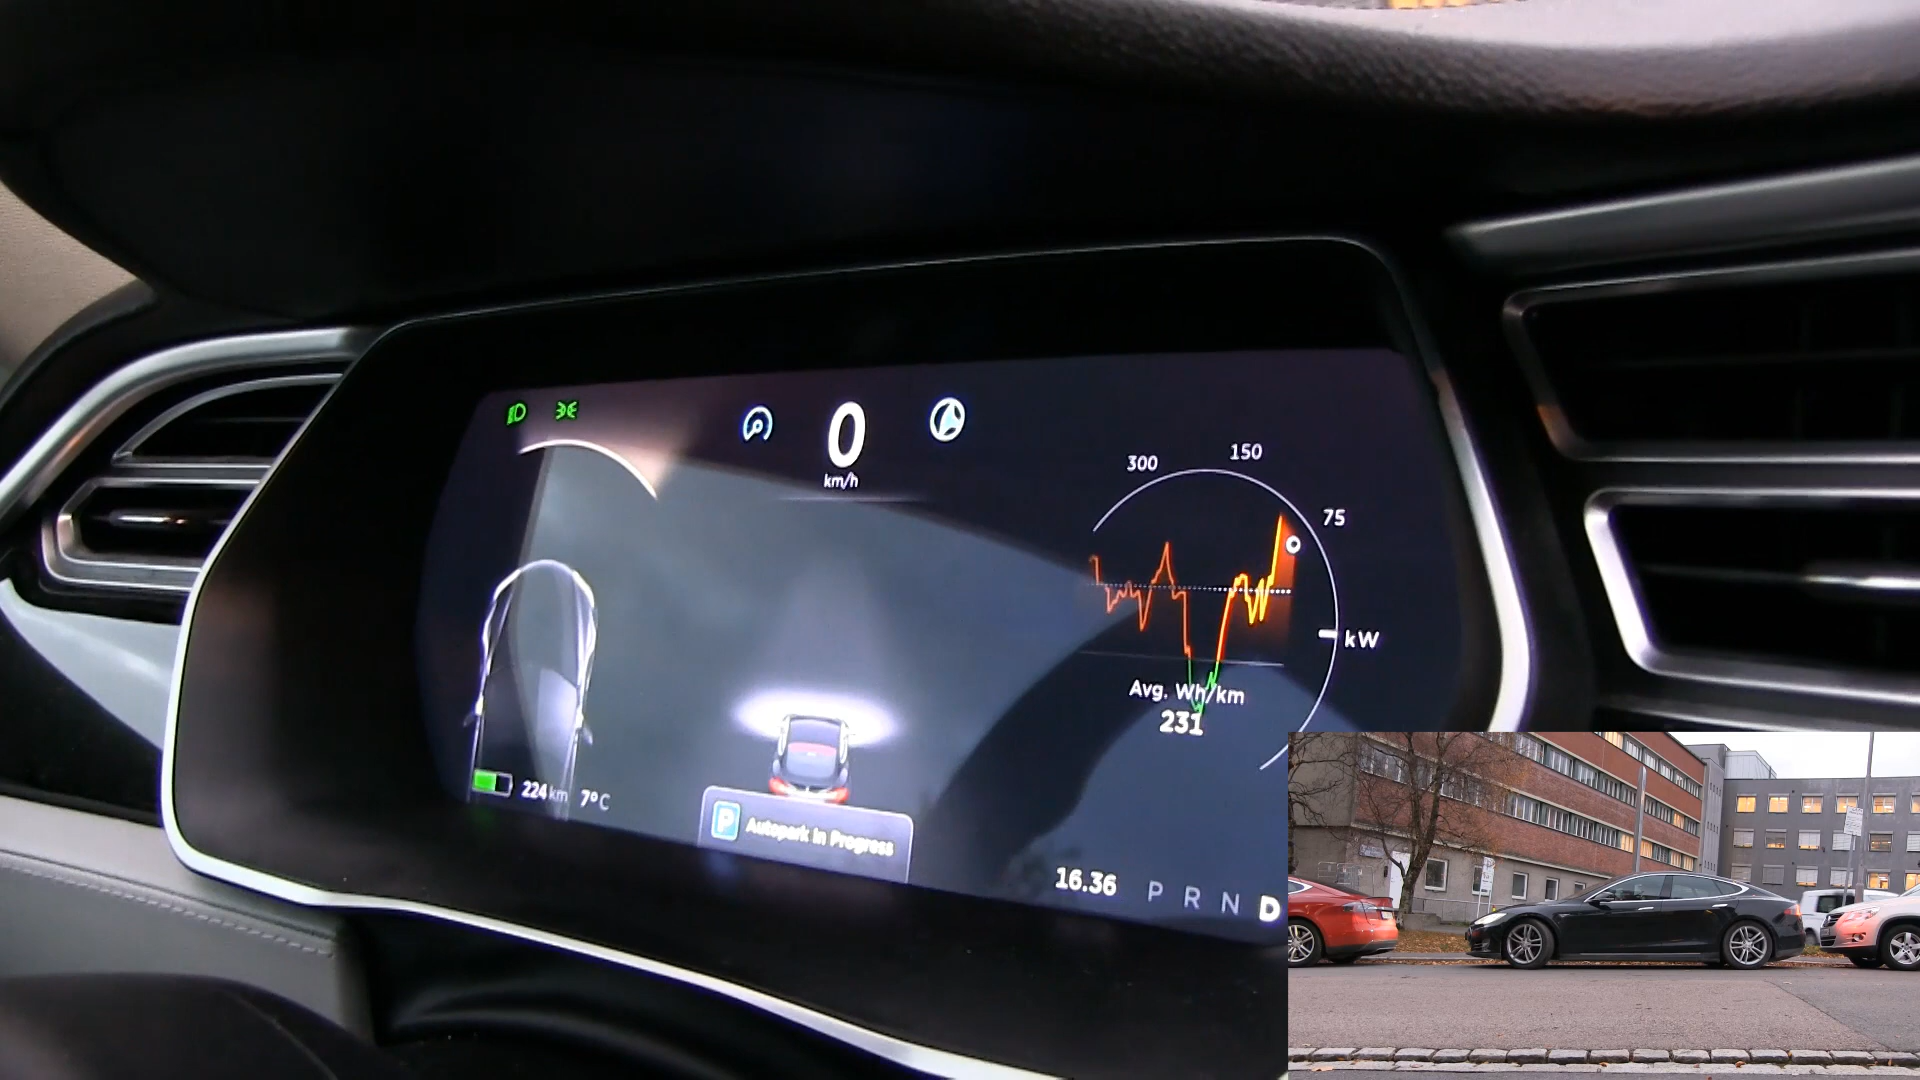 0
km/h
300
150
75
kW
Avg. Wh/km
231
224 km 7°C
P Autopark in Progress
16.36 P R N D